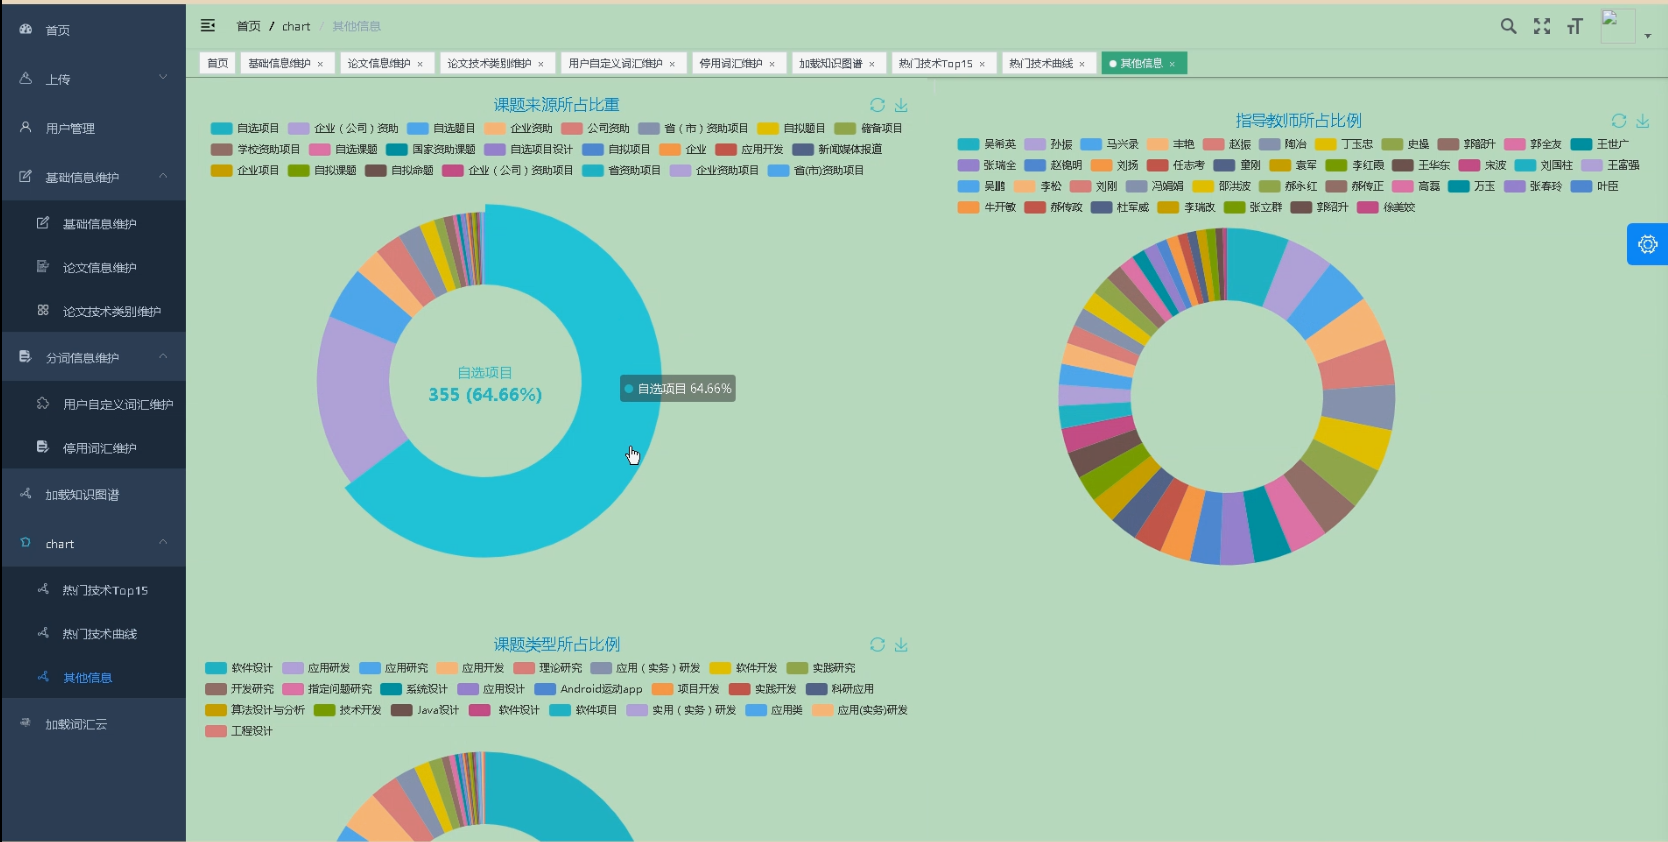 首页
上传
用户管理
基础信息维护
基础信息维护
论文信息维护
论文技术类别维护
分词信息维护
用户自定义词汇维护
停用词汇维护
加载知识图谱
chart
热门技术Top15
热门技术曲线
其他信息
加载词汇云
首页 / chart / 其他信息
首页 基础信息维护 × 论文信息维护 × 论文技术类别维护 × 用户自定义词汇维护 × 停用词汇维护 × 加载知识图谱 × 热门技术Top15 × 热门技术曲线 × 其他信息 ×
课题来源所占比重
自选项目 企业（公司）资助 自选题目 企业资助 公司资助 省（市）资助项目 自拟题目 储备项目
学校资助项目 自选课题 国家资助课题 自选项目设计 自拟项目 企业 应用开发 新闻媒体报道
企业项目 自拟课题 自拟命题 企业（公司）资助项目 省资助项目 企业资助项目 省(市)资助项目
自选项目
355 (64.66%)
自选项目 64.66%
指导教师所占比例
吴希英 孙振 马兴录 丰艳 赵振 陶冶 丁玉忠 史操 郭韶升 郭全友 王世广
张瑞全 赵德明 刘扬 任志考 董刚 袁军 李红霞 王华东 宋波 刘国柱 王富强
吴鹏 李松 刘刚 冯娟娟 邵洪波 郝永红 郝传正 高磊 万玉 张春玲 叶臣
牛开敏 郝传政 杜军威 李瑞改 张立群 郭绍升 徐美姣
课题类型所占比例
软件设计 应用研发 应用研究 应用开发 理论研究 应用（实务）研发 软件开发 实践研究
开发研究 指定问题研究 系统设计 应用设计 Android运动app 项目开发 实践开发 科研应用
算法设计与分析 技术开发 Java设计 软件设计 软件项目 实用（实务）研发 应用类 应用(实务)研发
工程设计